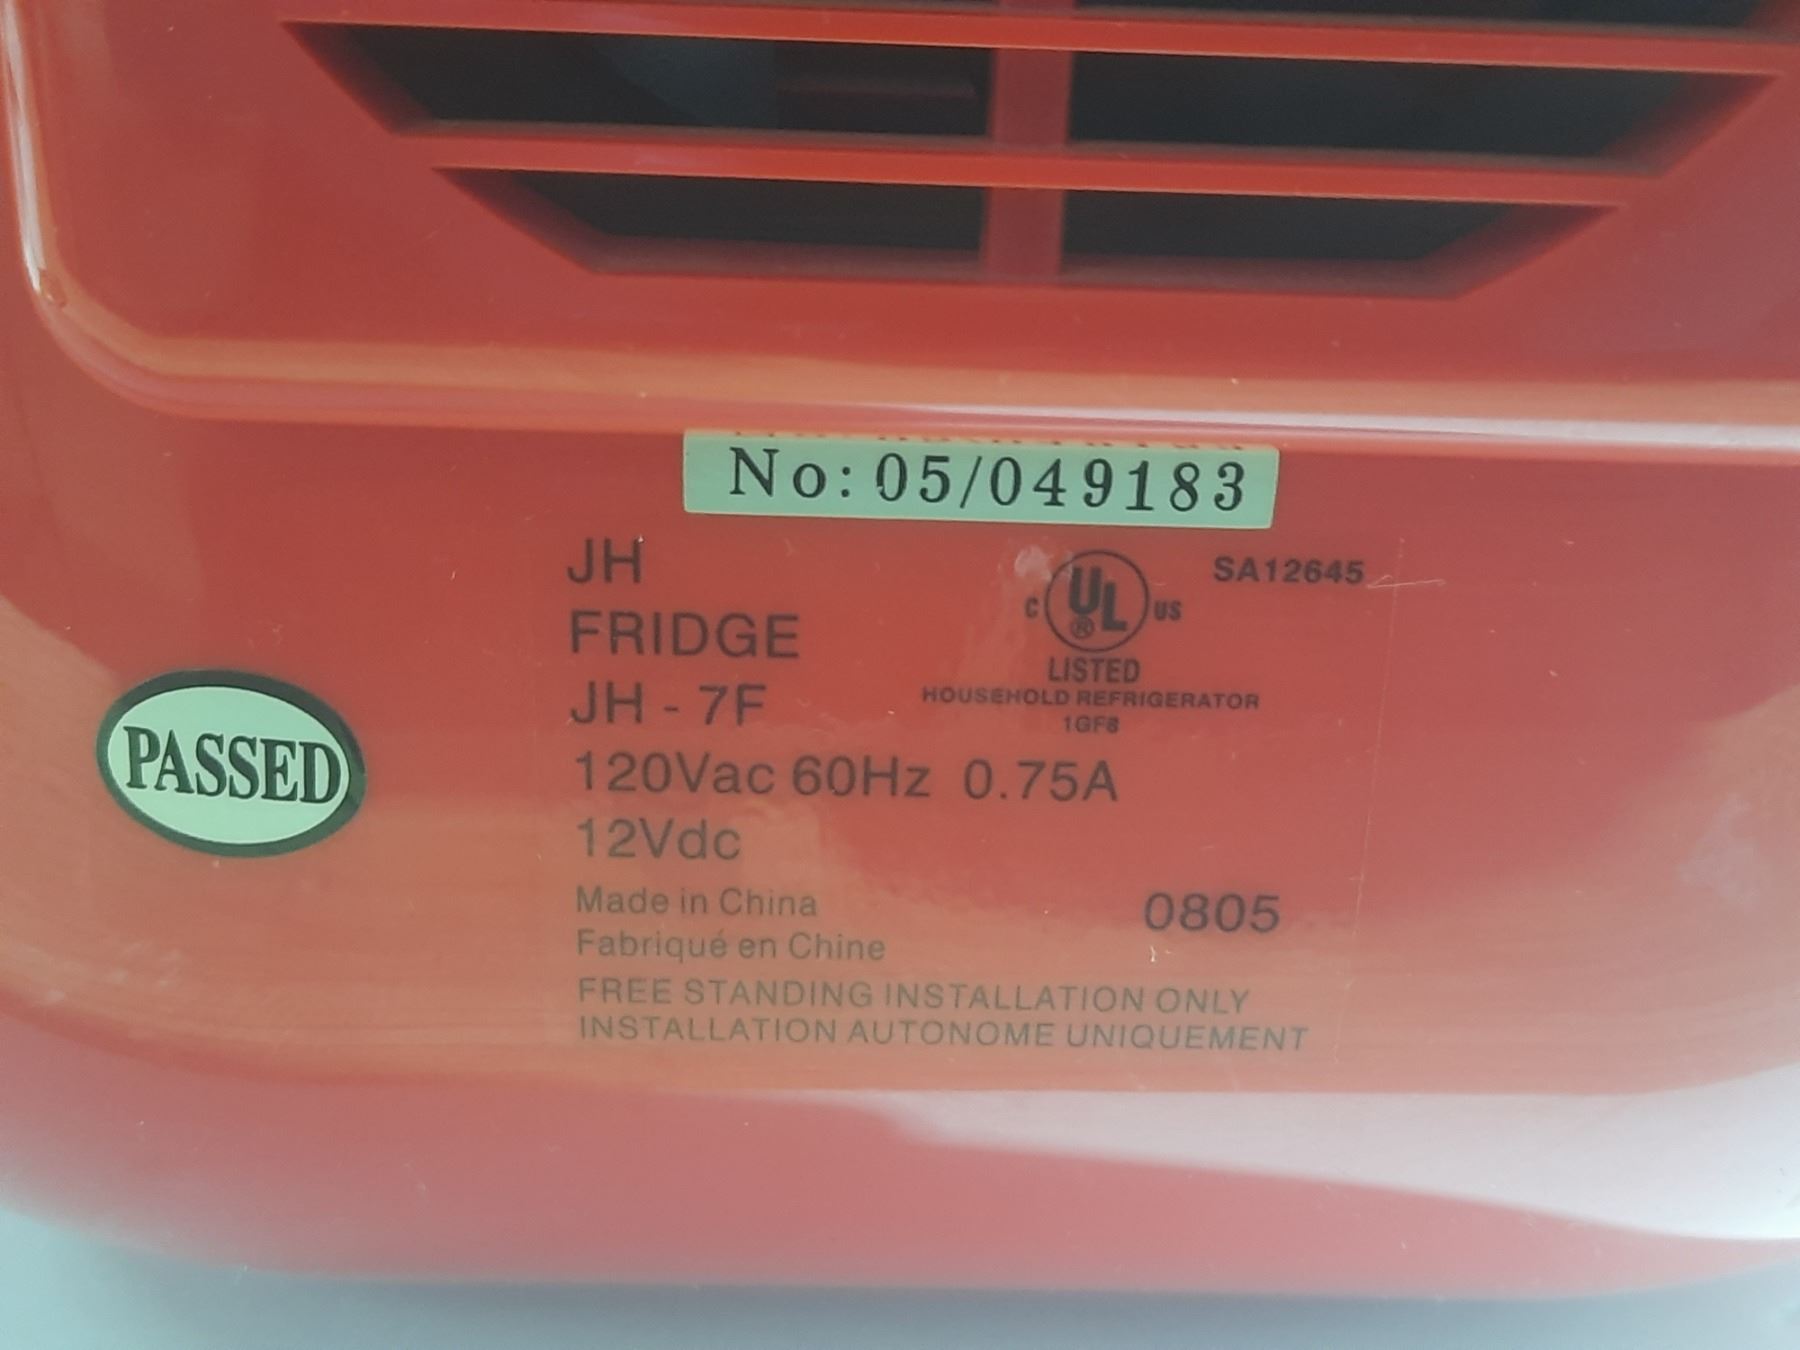 No: 05/049183
JH
FRIDGE
JH - 7F
120Vac 60Hz 0.75A
12Vdc
Made in China
Fabriqué en Chine
FREE STANDING INSTALLATION ONLY
INSTALLATION AUTONOME UNIQUEMENT
C UL ® US
LISTED
HOUSEHOLD REFRIGERATOR
1GF8
SA12645
0805
PASSED